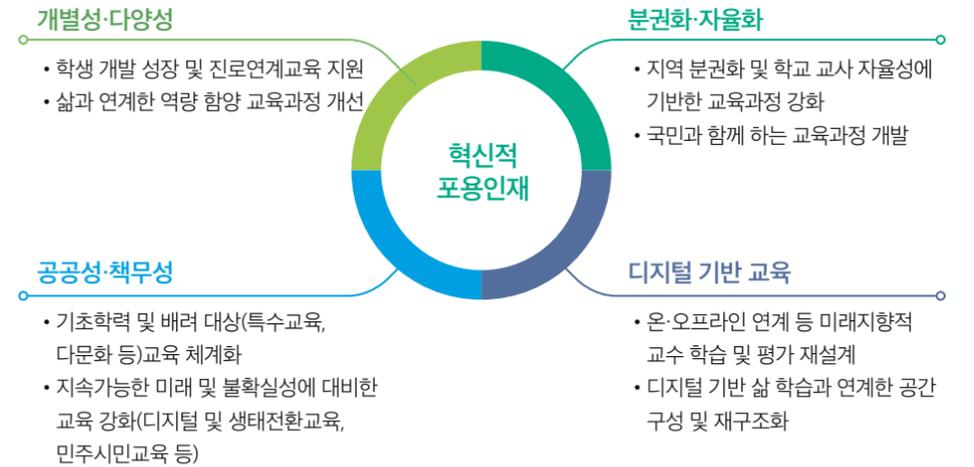 개별성·다양성
• 학생 개발 성장 및 진로연계교육 지원
• 삶과 연계한 역량 함양 교육과정 개선
분권화·자율화
• 지역 분권화 및 학교 교사 자율성에
기반한 교육과정 강화
• 국민과 함께 하는 교육과정 개발
혁신적
포용인재
공공성·책무성
• 기초학력 및 배려 대상(특수교육,
다문화 등)교육 체계화
• 지속가능한 미래 및 불확실성에 대비한
교육 강화(디지털 및 생태전환교육,
민주시민교육 등)
디지털 기반 교육
• 온·오프라인 연계 등 미래지향적
교수 학습 및 평가 재설계
• 디지털 기반 삶 학습과 연계한 공간
구성 및 재구조화